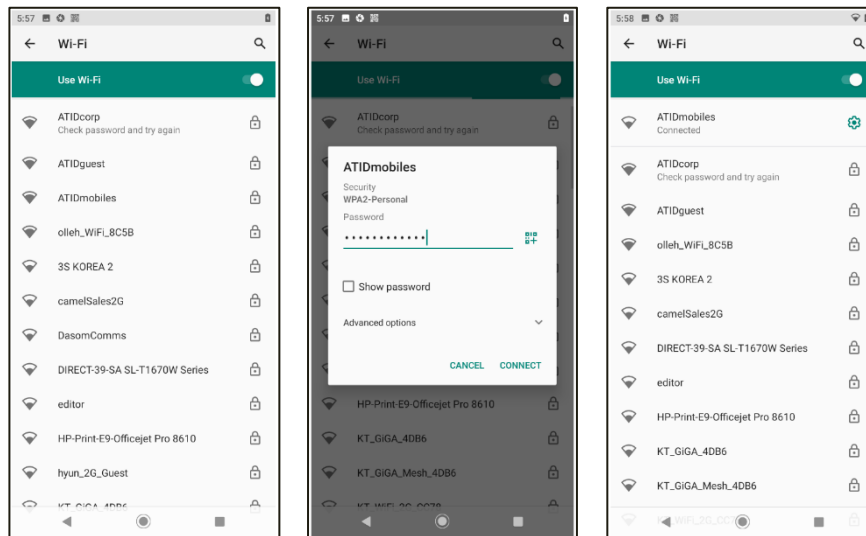 5:57
Wi-Fi
Use Wi-Fi
ATIDcorp
Check password and try again
ATIDguest
ATIDmobiles
olleh_WiFi_8C5B
3S KOREA 2
camelSales2G
DasomComms
DIRECT-39-SA SL-T1670W Series
editor
HP-Print-E9-Officejet Pro 8610
hyun_2G_Guest
KT_GiGA_4DB6
5:57
Wi-Fi
Use Wi-Fi
ATIDcorp
Check password and try again
ATIDmobiles
Security
WPA2-Personal
Password
Show password
Advanced options
CANCEL CONNECT
HP-Print-E9-Officejet Pro 8610
KT_GiGA_4DB6
KT_GiGA_Mesh_4DB6
5:58
Wi-Fi
Use Wi-Fi
ATIDmobiles
Connected
ATIDcorp
Check password and try again
ATIDguest
olleh_WiFi_8C5B
3S KOREA 2
camelSales2G
DIRECT-39-SA SL-T1670W Series
editor
HP-Print-E9-Officejet Pro 8610
KT_GiGA_4DB6
KT_GiGA_Mesh_4DB6